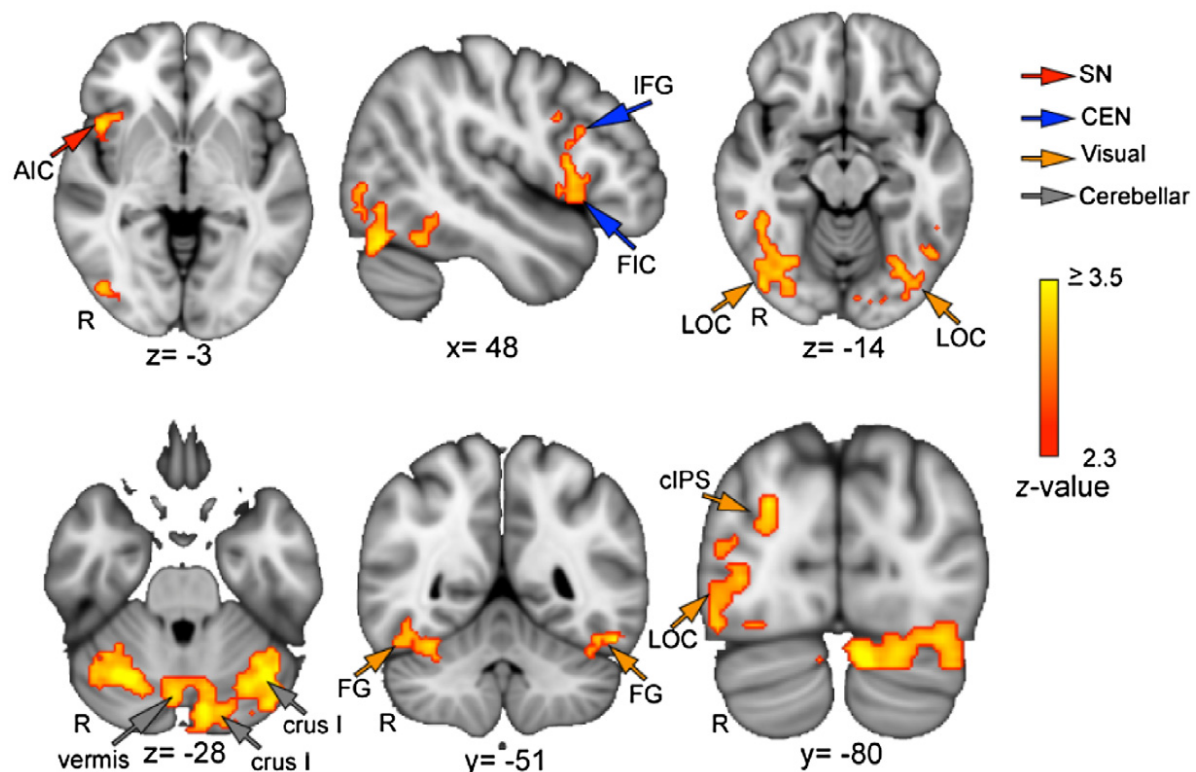 AIC
R
z= -3
IFG
FIC
x= 48
LOC
R
LOC
z= -14
SN
CEN
Visual
Cerebellar
≥ 3.5
2.3
z-value
R
vermis
z= -28
crus I
crus I
FG
R
FG
y= -51
cIPS
LOC
R
y= -80